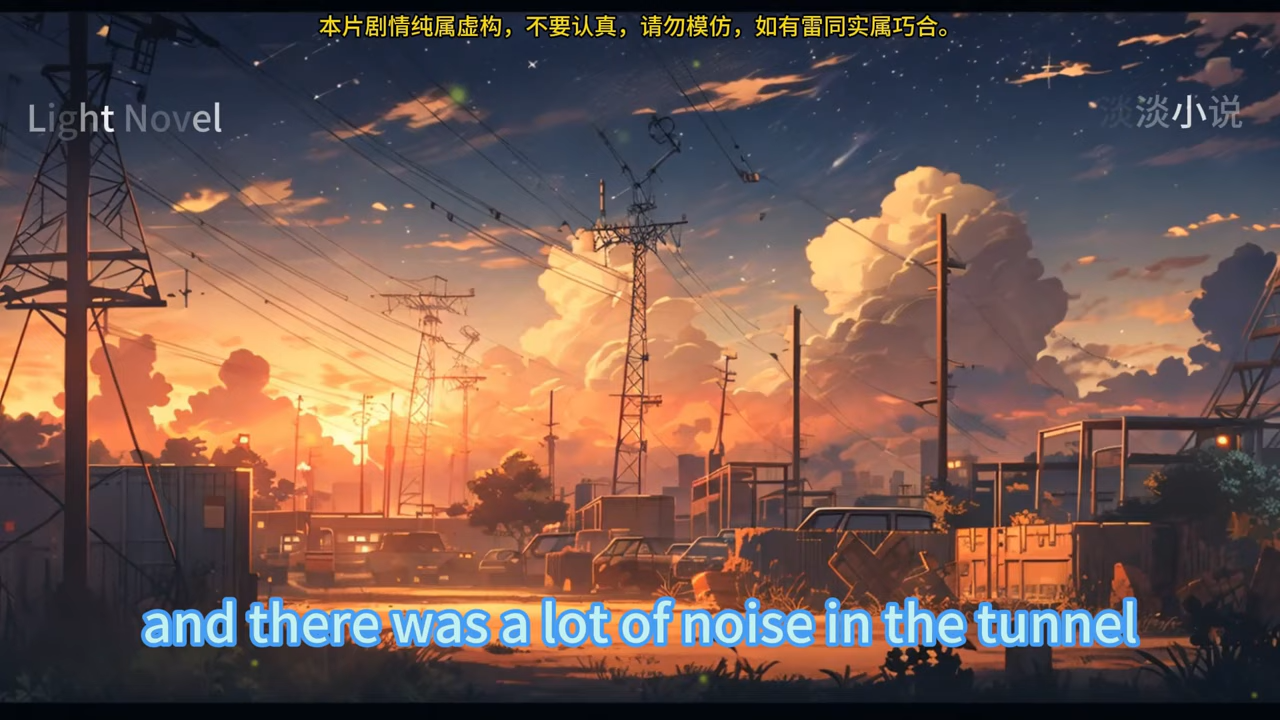 本片剧情纯属虚构，不要认真，请勿模仿，如有雷同实属巧合。
Light Novel
淡淡小说
and there was a lot of noise in the tunnel